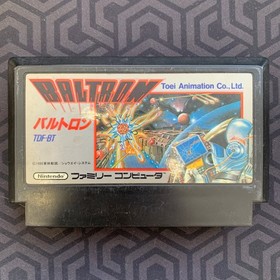 BALTRON
Toei Animation Co., Ltd.
バルトロン
TDF-BT
Nintendo ファミリー コンピュータ